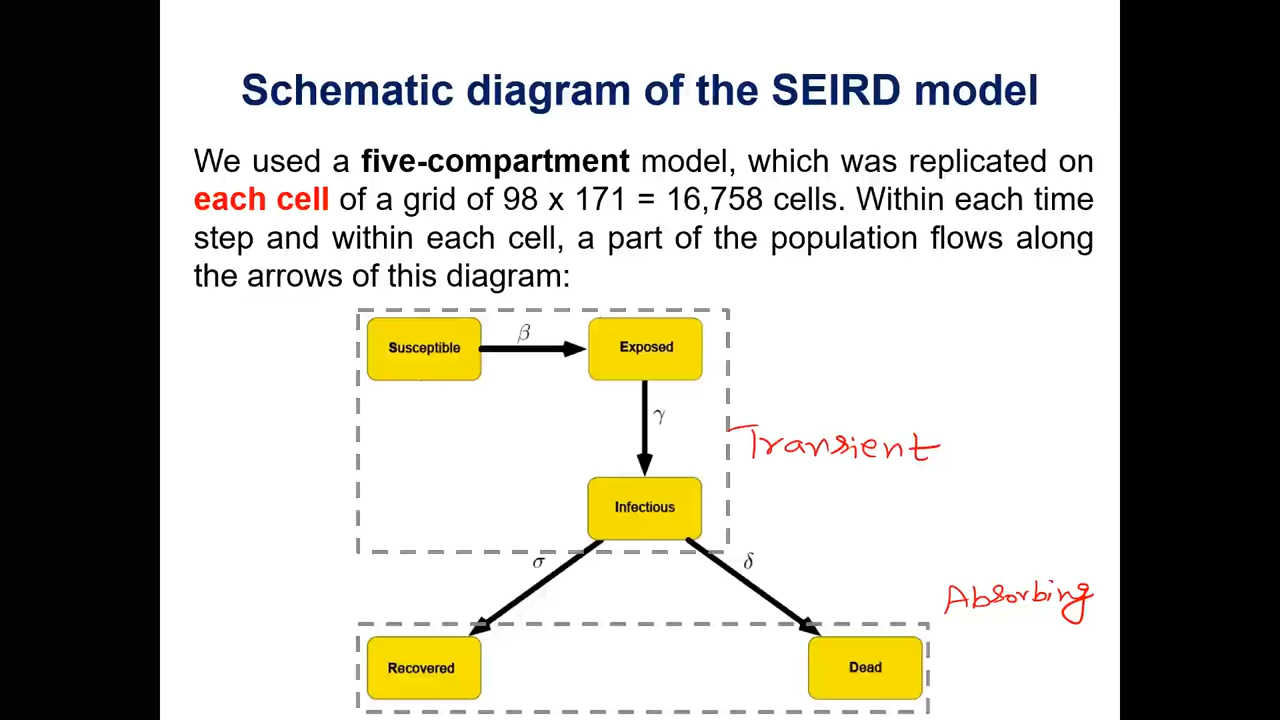 Schematic diagram of the SEIRD model
We used a five-compartment model, which was replicated on
each cell of a grid of 98 x 171 = 16,758 cells. Within each time
step and within each cell, a part of the population flows along
the arrows of this diagram:
Susceptible
β
Exposed
γ
Transient
Infectious
σ
δ
Absorbing
Recovered
Dead